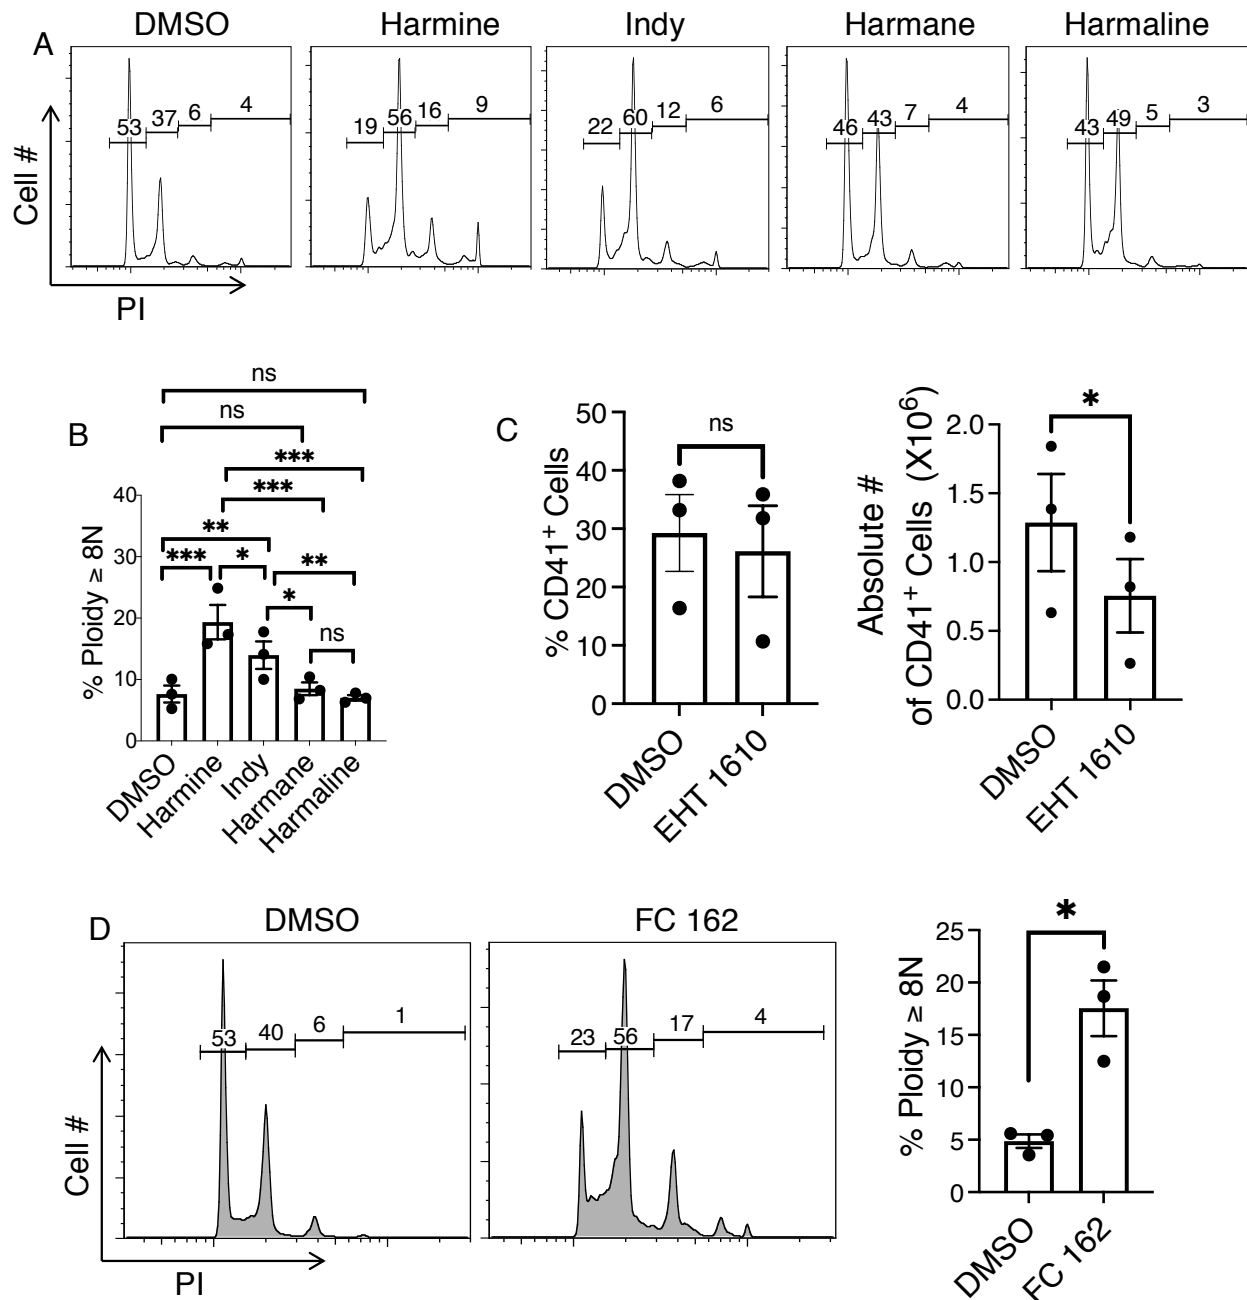 A
DMSO
Harmine
Indy
Harmane
Harmaline
Cell #
53 37 6 4
19 56 16 9
22 60 12 6
46 43 7 4
43 49 5 3
PI
B
ns
ns
***
***
**
***
*
**
*
ns
% Ploidy ≥ 8N
40
30
20
10
0
DMSO
Harmine
Indy
Harmane
Harmaline
C
ns
% CD41+ Cells
50
40
30
20
10
0
DMSO
EHT 1610
*
Absolute #
of CD41+ Cells (X10⁶)
2.0
1.5
1.0
0.5
0.0
DMSO
EHT 1610
D
DMSO
FC 162
Cell #
53 40 6 1
23 56 17 4
PI
*
% Ploidy ≥ 8N
25
20
15
10
5
0
DMSO
FC 162